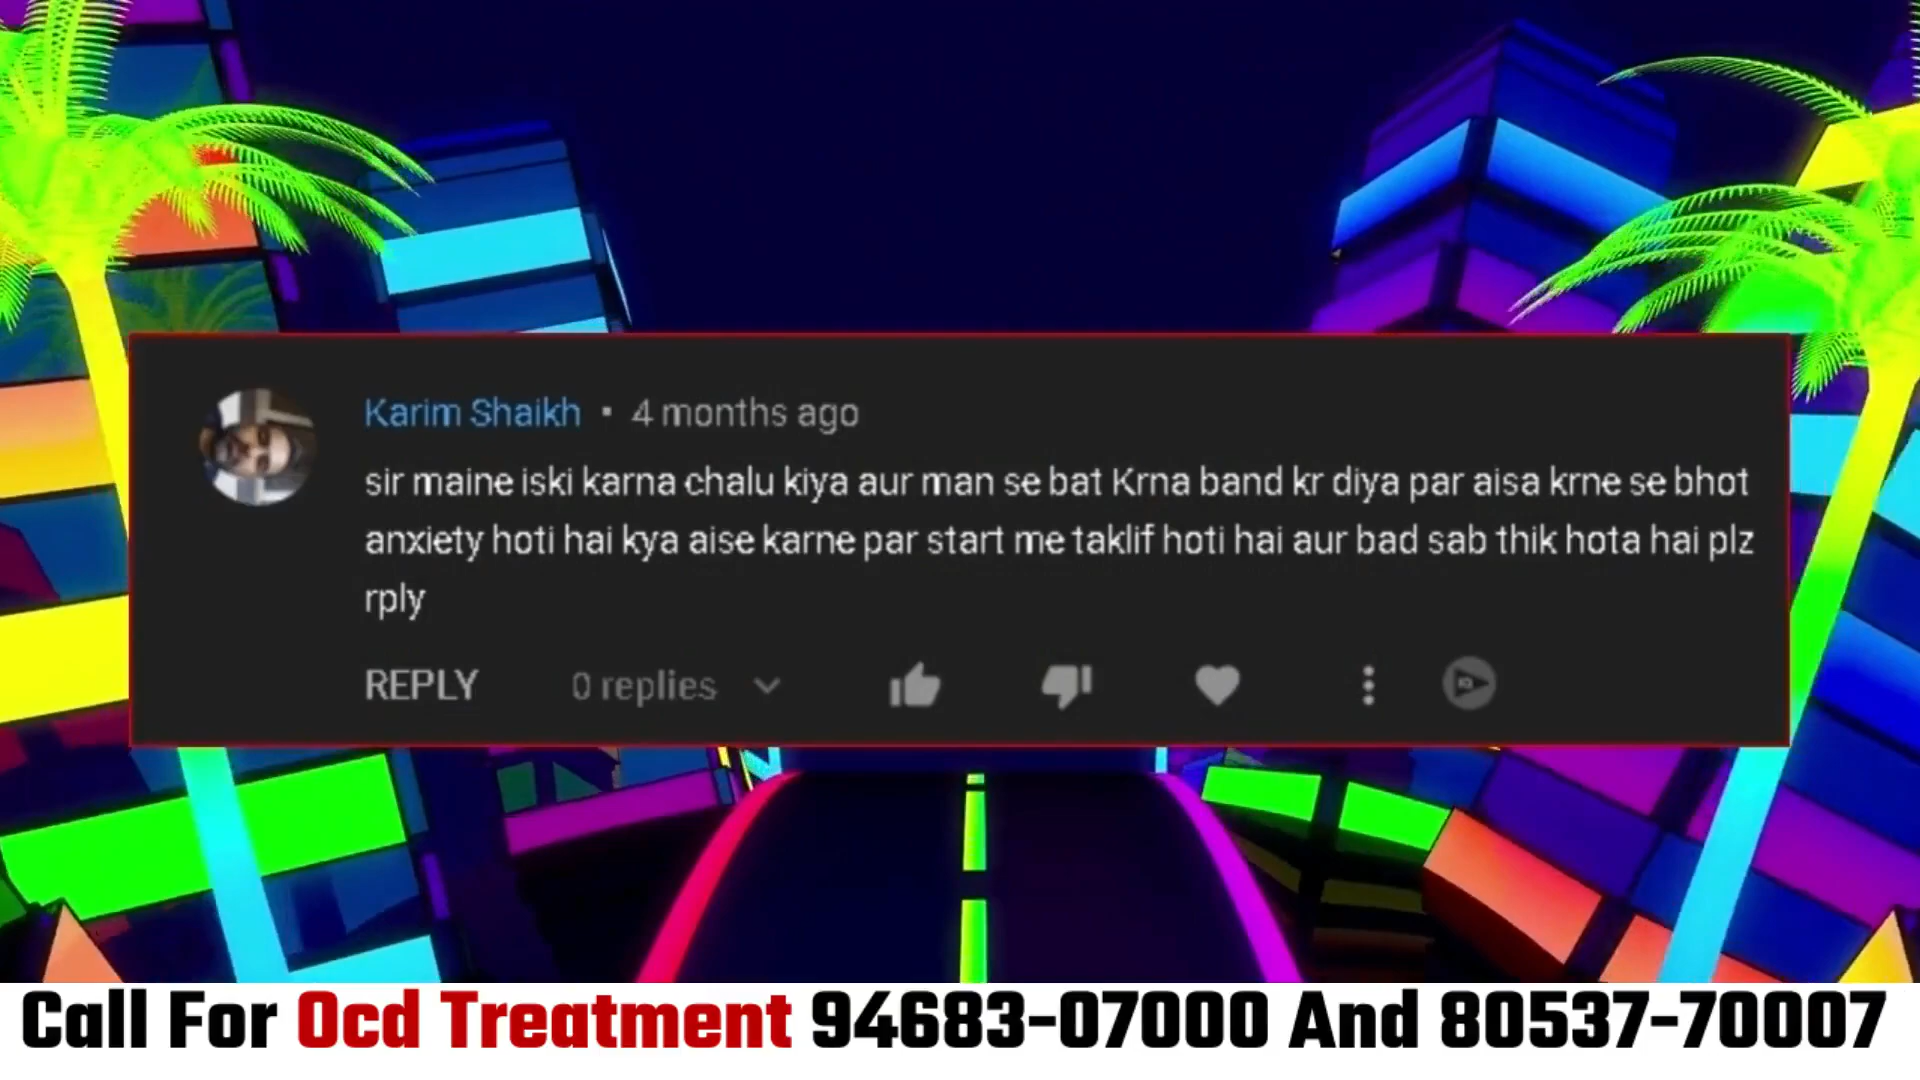 Karim Shaikh • 4 months ago
sir maine iski karna chalu kiya aur man se bat Krna band kr diya par aisa krne se bhot
anxiety hoti hai kya aise karne par start me taklif hoti hai aur bad sab thik hota hai plz
rply
REPLY 0 replies
Call For Ocd Treatment 94683-07000 And 80537-70007